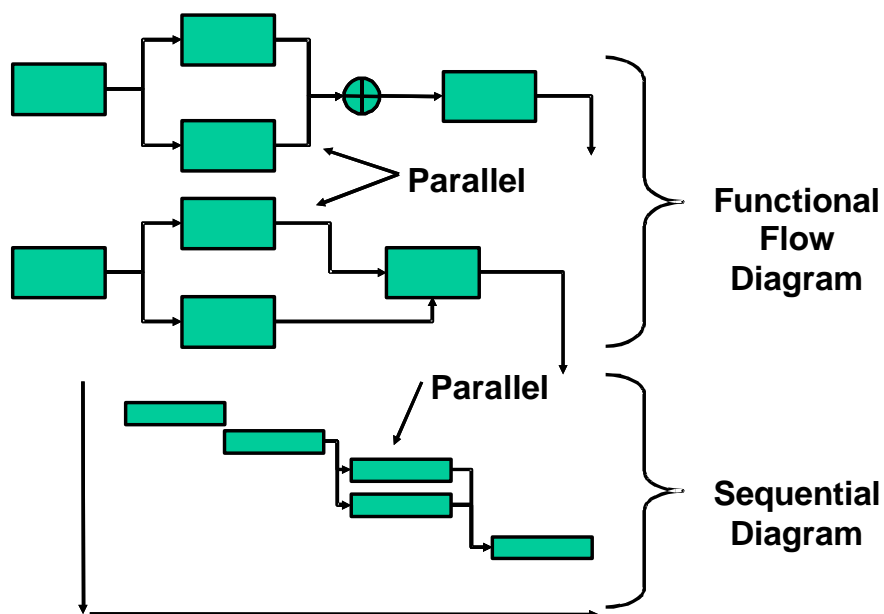 Parallel
Functional
Flow
Diagram
Parallel
Sequential
Diagram